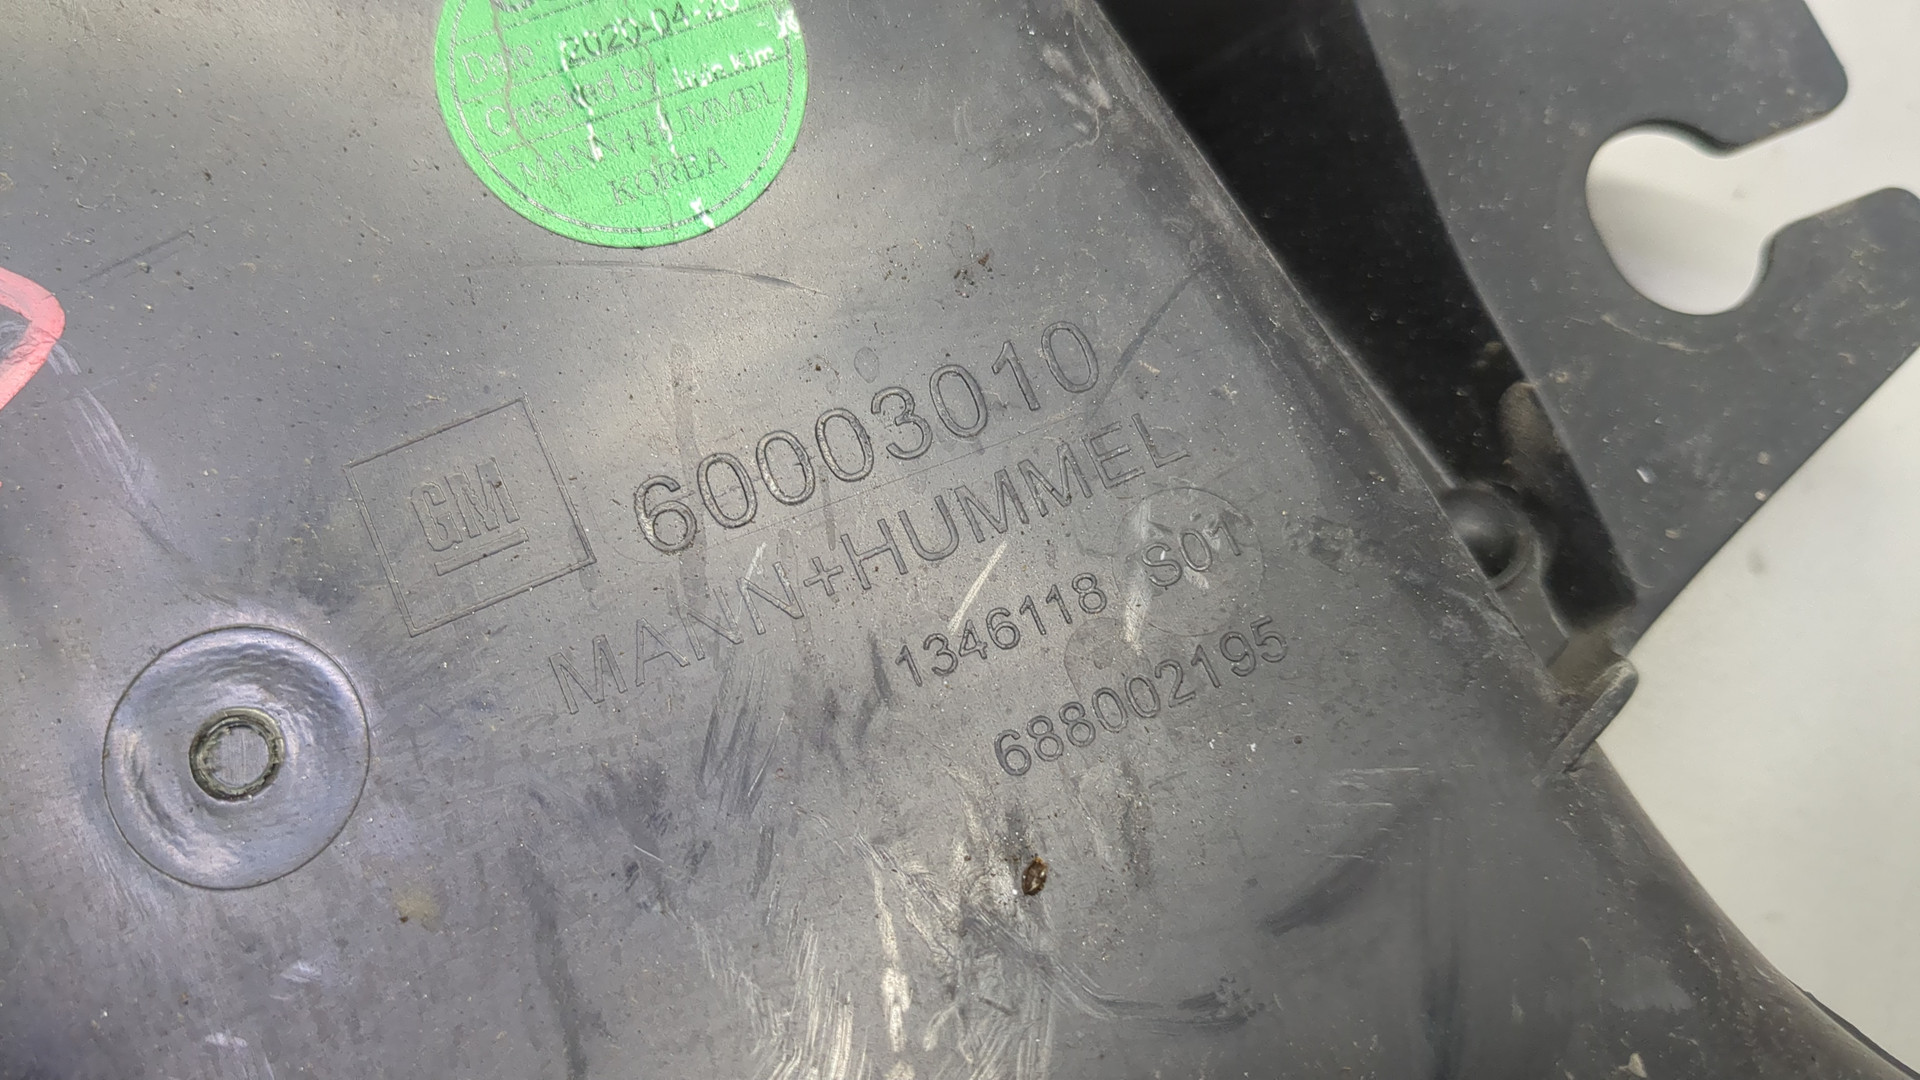 Date: 2020-04-20
Checked by
MANN+HUMMEL
KOREA
GM
60003010
MANN+HUMMEL
1346118 S01
688002195